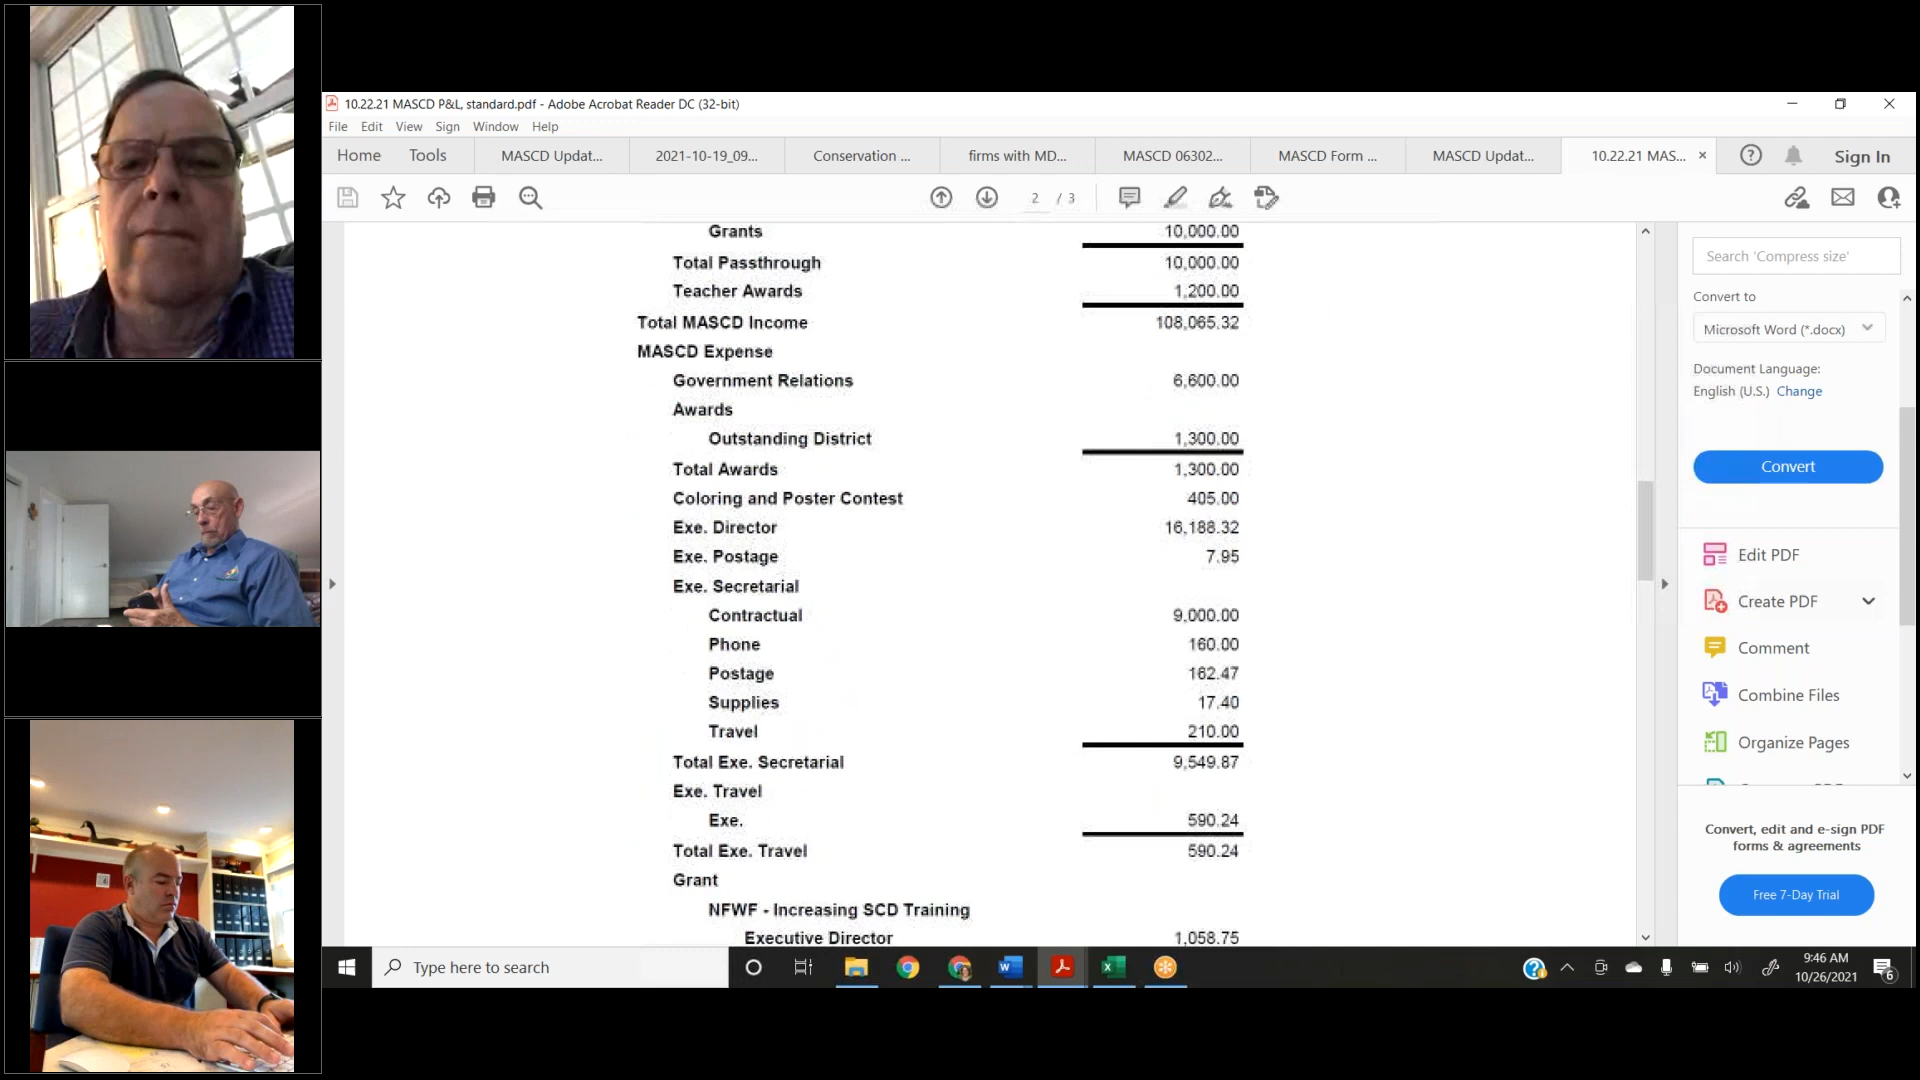 10.22.21 MASCD P&L, standard.pdf - Adobe Acrobat Reader DC (32-bit)
File Edit View Sign Window Help
Home Tools MASCD Updat... 2021-10-19_09... Conservation ... firms with MD... MASCD 06302... MASCD Form ... MASCD Updat... 10.22.21 MAS... × Sign In
2 / 3
Grants 10,000.00
Total Passthrough 10,000.00
Teacher Awards 1,200.00
Total MASCD Income 108,065.32
MASCD Expense
Government Relations 6,600.00
Awards
Outstanding District 1,300.00
Total Awards 1,300.00
Coloring and Poster Contest 405.00
Exe. Director 16,188.32
Exe. Postage 7.95
Exe. Secretarial
Contractual 9,000.00
Phone 160.00
Postage 162.47
Supplies 17.40
Travel 210.00
Total Exe. Secretarial 9,549.87
Exe. Travel
Exe. 590.24
Total Exe. Travel 590.24
Grant
NFWF - Increasing SCD Training
Executive Director 1,058.75
Search 'Compress size'
Convert to
Microsoft Word (*.docx)
Document Language:
English (U.S.) Change
Convert
Edit PDF
Create PDF
Comment
Combine Files
Organize Pages
Convert, edit and e-sign PDF
forms & agreements
Free 7-Day Trial
Type here to search
9:46 AM
10/26/2021
6